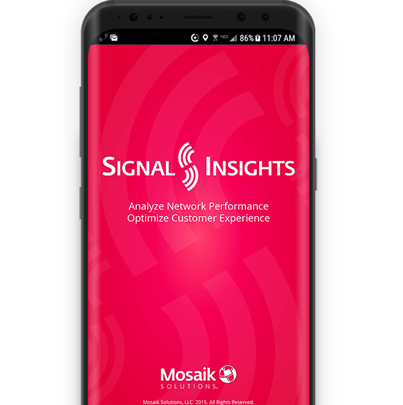 86% 11:07 AM
SIGNAL INSIGHTS
Analyze Network Performance
Optimize Customer Experience
Mosaik
SOLUTIONS.
Mosaik Solutions, LLC. 2015. All Rights Reserved.